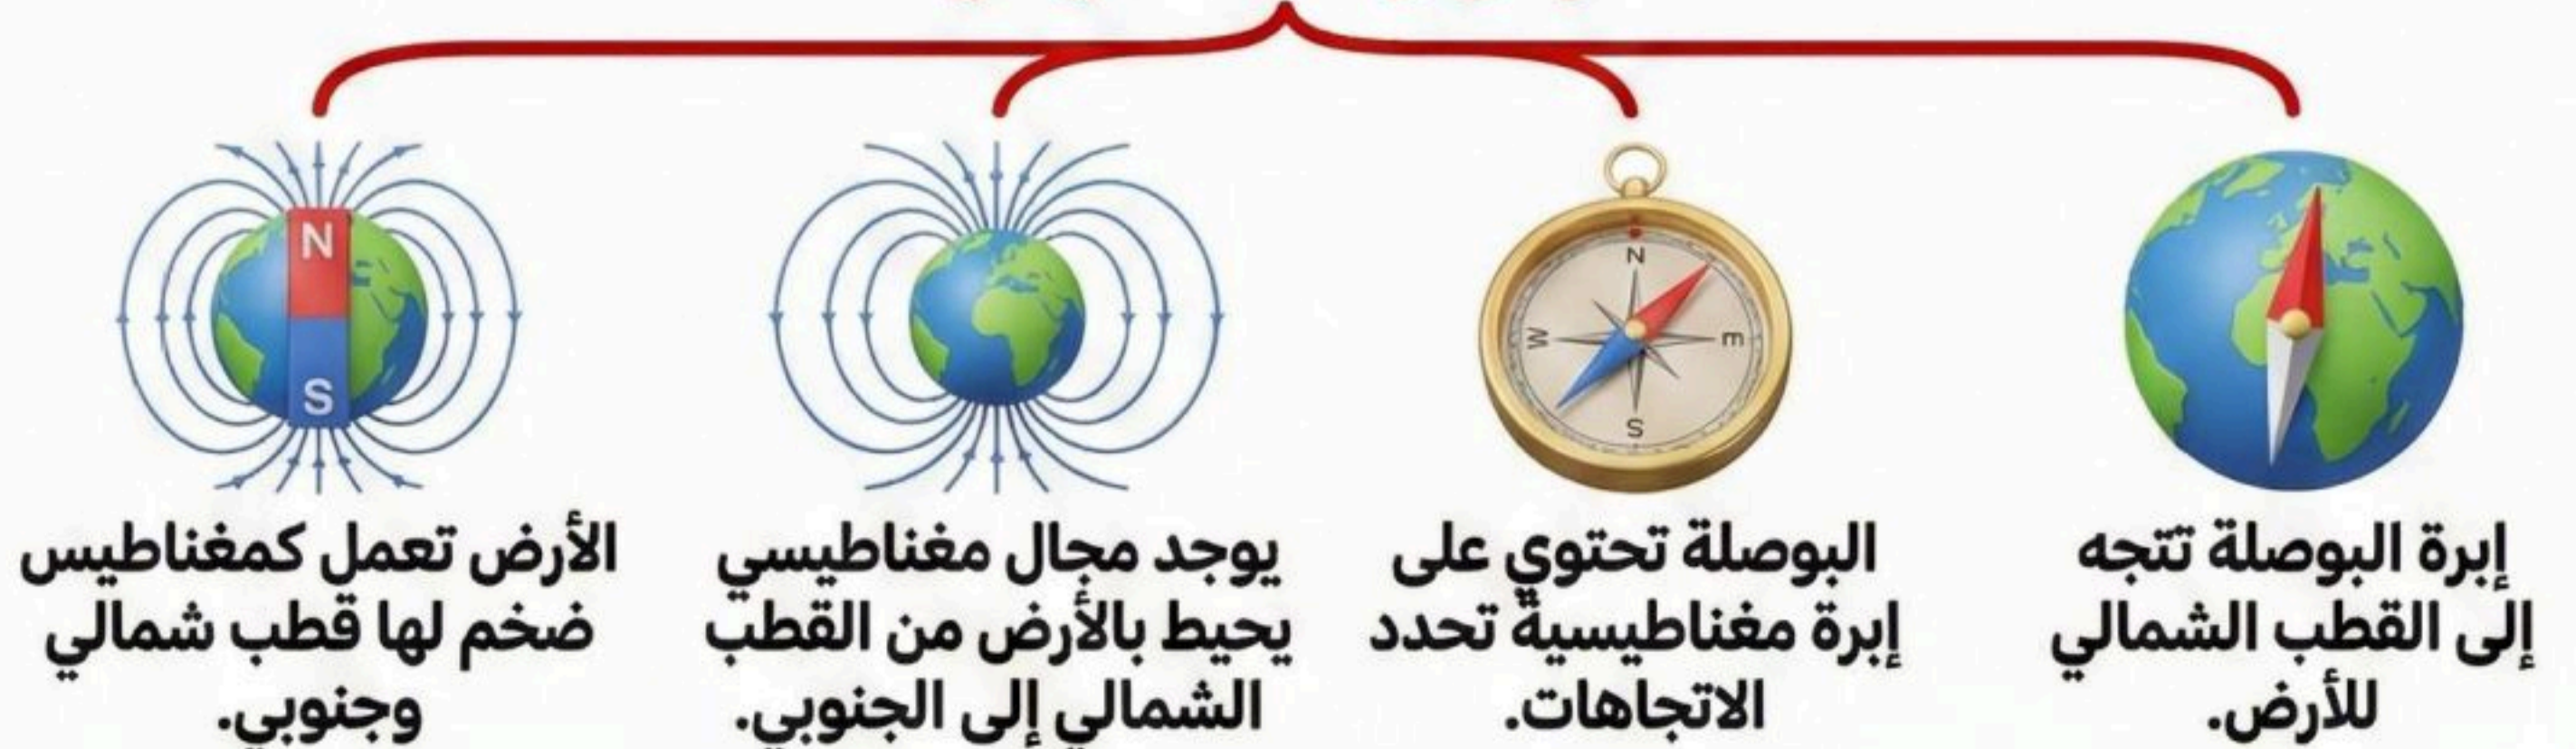 N
S
N
W
E
S
إبرة البوصلة تتجه
إلى القطب الشمالي
للأرض.
البوصلة تحتوي على
إبرة مغناطيسية تحدد
الاتجاهات.
يوجد مجال مغناطيسي
يحيط بالأرض من القطب
الشمالي إلى الجنوبي.
الأرض تعمل كمغناطيس
ضخم لها قطب شمالي
وجنوبي.